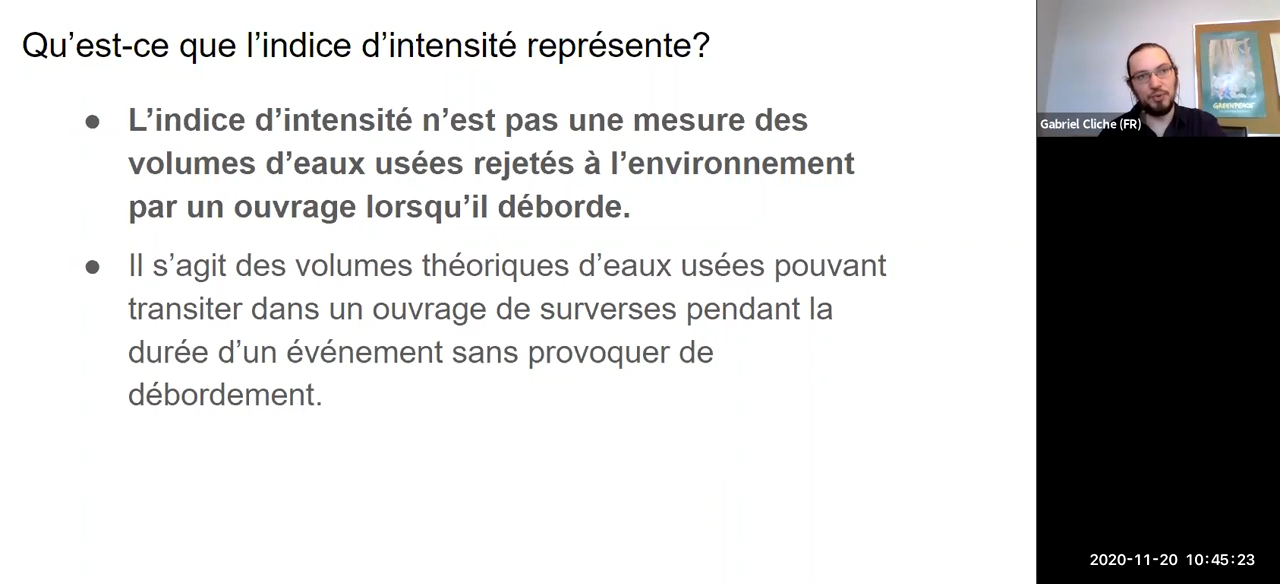 Qu’est-ce que l’indice d’intensité représente?
● L’indice d’intensité n’est pas une mesure des
volumes d’eaux usées rejetés à l’environnement
par un ouvrage lorsqu’il déborde.
● Il s’agit des volumes théoriques d’eaux usées pouvant
transiter dans un ouvrage de surverses pendant la
durée d’un événement sans provoquer de
débordement.
GREENPEACE
Gabriel Cliche (FR)
2020-11-20 10:45:23